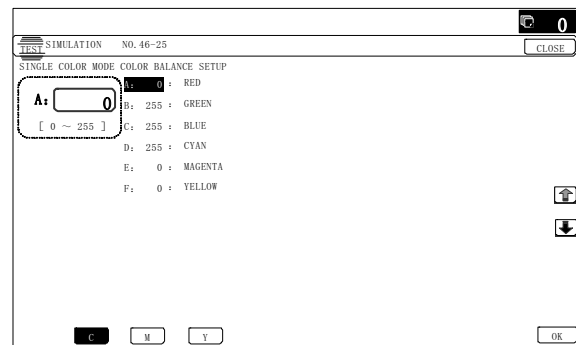 0
TEST SIMULATION NO.46-25
CLOSE
SINGLE COLOR MODE COLOR BALANCE SETUP
A: 0
[ 0 ～ 255 ]
A: 0 : RED
B: 255 : GREEN
C: 255 : BLUE
D: 255 : CYAN
E: 0 : MAGENTA
F: 0 : YELLOW
C M Y
OK